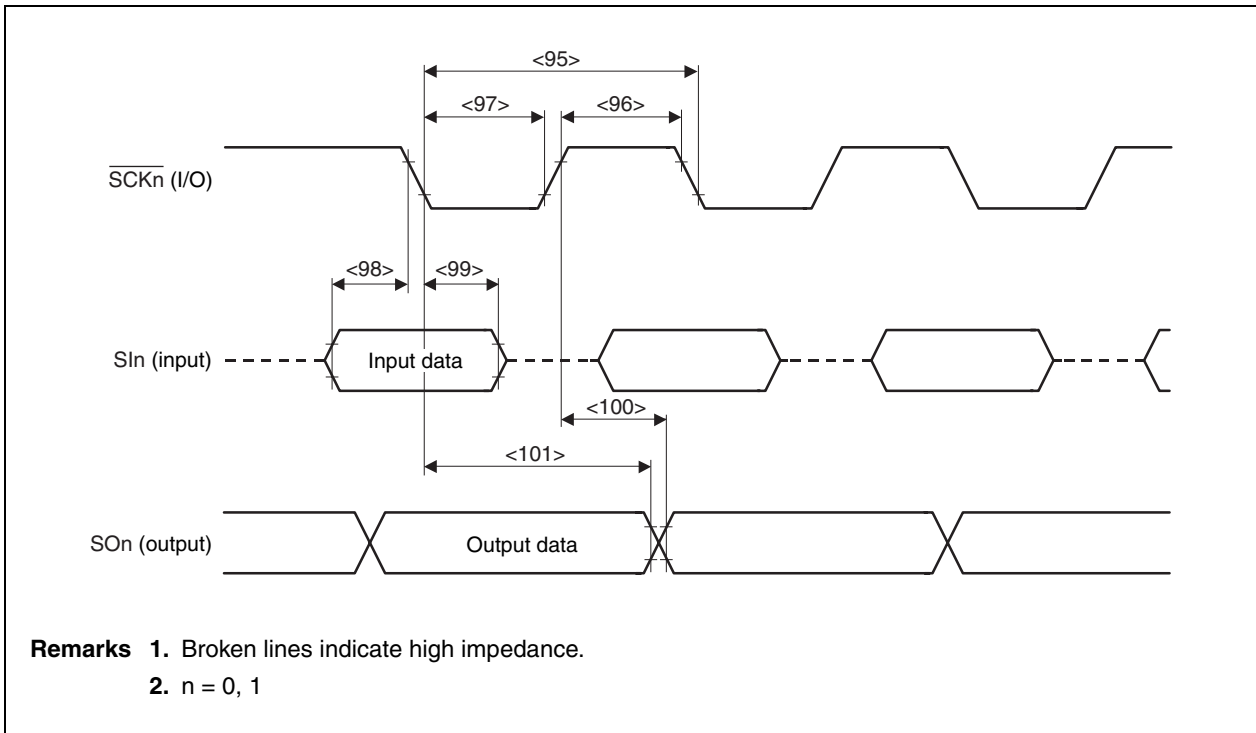 <95>
<97>
<96>
SCKn (I/O)
<98>
<99>
SIn (input)
Input data
<100>
<101>
SOn (output)
Output data
Remarks 1. Broken lines indicate high impedance.
2. n = 0, 1